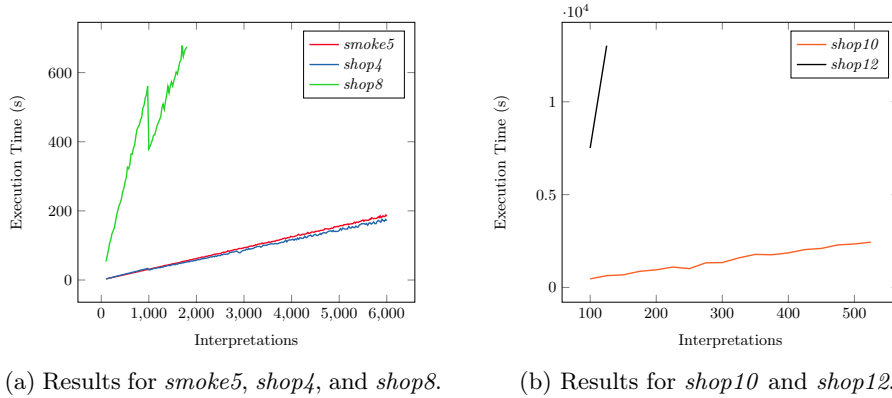 600
400
200
0
Execution Time (s)
0 1,000 2,000 3,000 4,000 5,000 6,000
Interpretations
smoke5
shop4
shop8
(a) Results for smoke5, shop4, and shop8.
·10⁴
1
0.5
0
Execution Time (s)
100 200 300 400 500
Interpretations
shop10
shop12
(b) Results for shop10 and shop12.